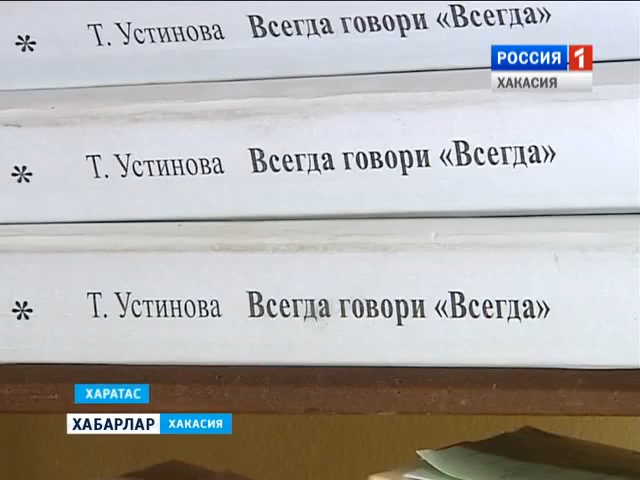 * Т. Устинова Всегда говори «Всегда»
РОССИЯ 1
ХАКАСИЯ
* Т. Устинова Всегда говори «Всегда»
* Т. Устинова Всегда говори «Всегда»
ХАРАТАС
ХАБАРЛАР ХАКАСИЯ